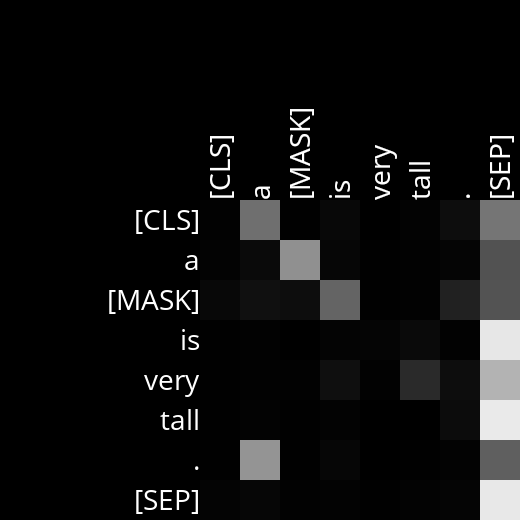 [CLS] a [MASK] is very tall . [SEP]
[CLS]
a
[MASK]
is
very
tall
.
[SEP]